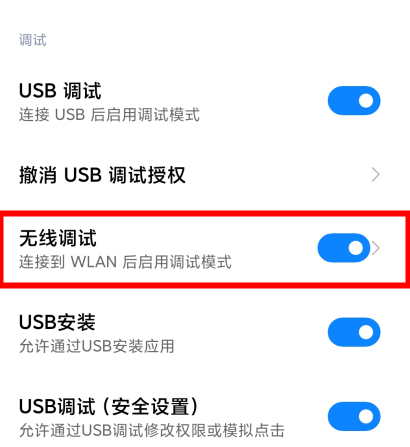 调试
USB 调试
连接 USB 后启用调试模式
撤消 USB 调试授权
无线调试
连接到 WLAN 后启用调试模式
USB安装
允许通过USB安装应用
USB调试（安全设置）
允许通过USB调试修改权限或模拟点击